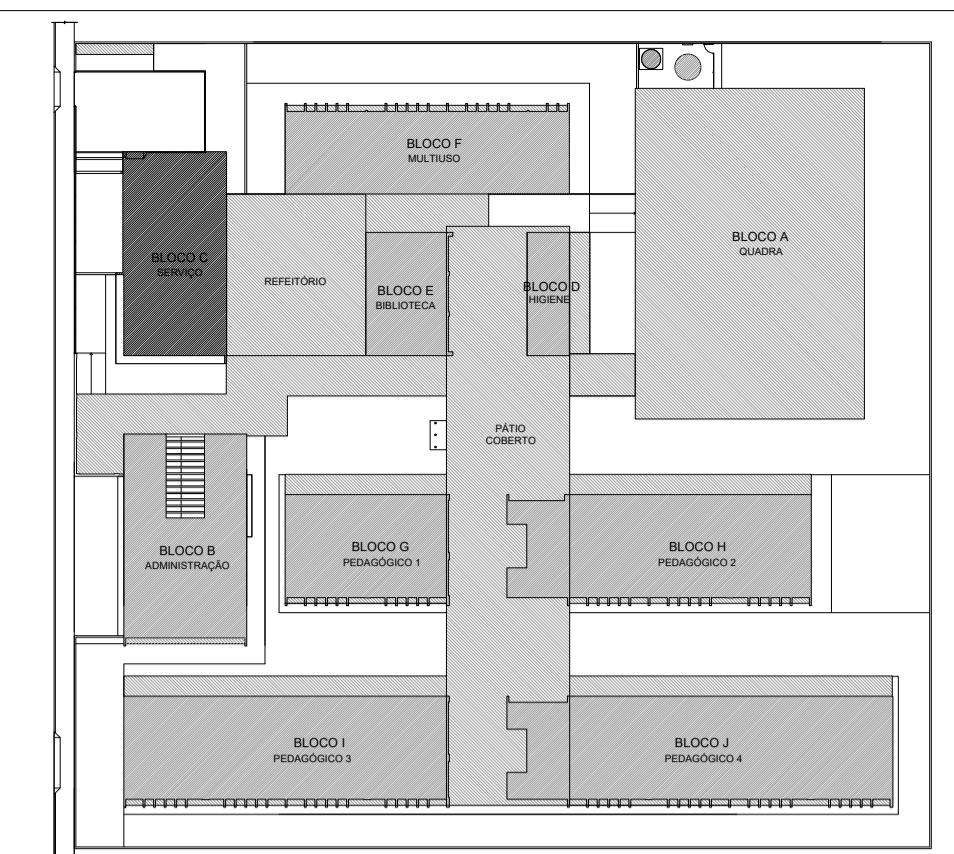 BLOCO F
MULTIUSO
BLOCO A
QUADRA
BLOCO C
SERVIÇO
REFEITÓRIO
BLOCO E
BIBLIOTECA
BLOCO D
HIGIENE
PÁTIO
COBERTO
BLOCO B
ADMINISTRAÇÃO
BLOCO G
PEDAGÓGICO 1
BLOCO H
PEDAGÓGICO 2
BLOCO I
PEDAGÓGICO 3
BLOCO J
PEDAGÓGICO 4